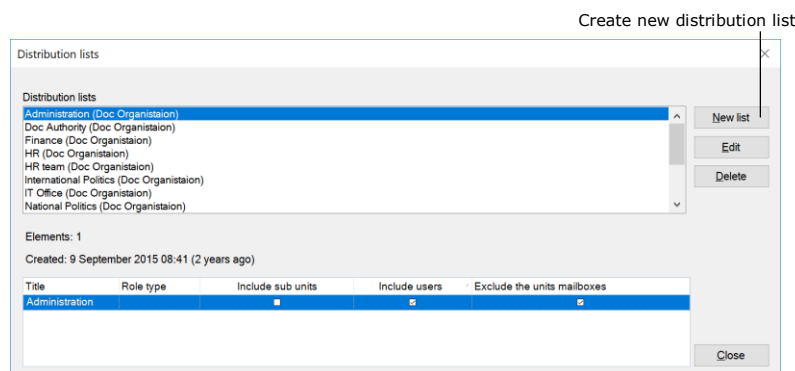 Create new distribution list
Distribution lists
Distribution lists
Administration (Doc Organistaion)
Doc Authority (Doc Organistaion)
Finance (Doc Organistaion)
HR (Doc Organistaion)
HR team (Doc Organistaion)
International Politics (Doc Organistaion)
IT Office (Doc Organistaion)
National Politics (Doc Organistaion)
New list
Edit
Delete
Elements: 1
Created: 9 September 2015 08:41 (2 years ago)
Title Role type Include sub units Include users Exclude the units mailboxes
Administration
Close